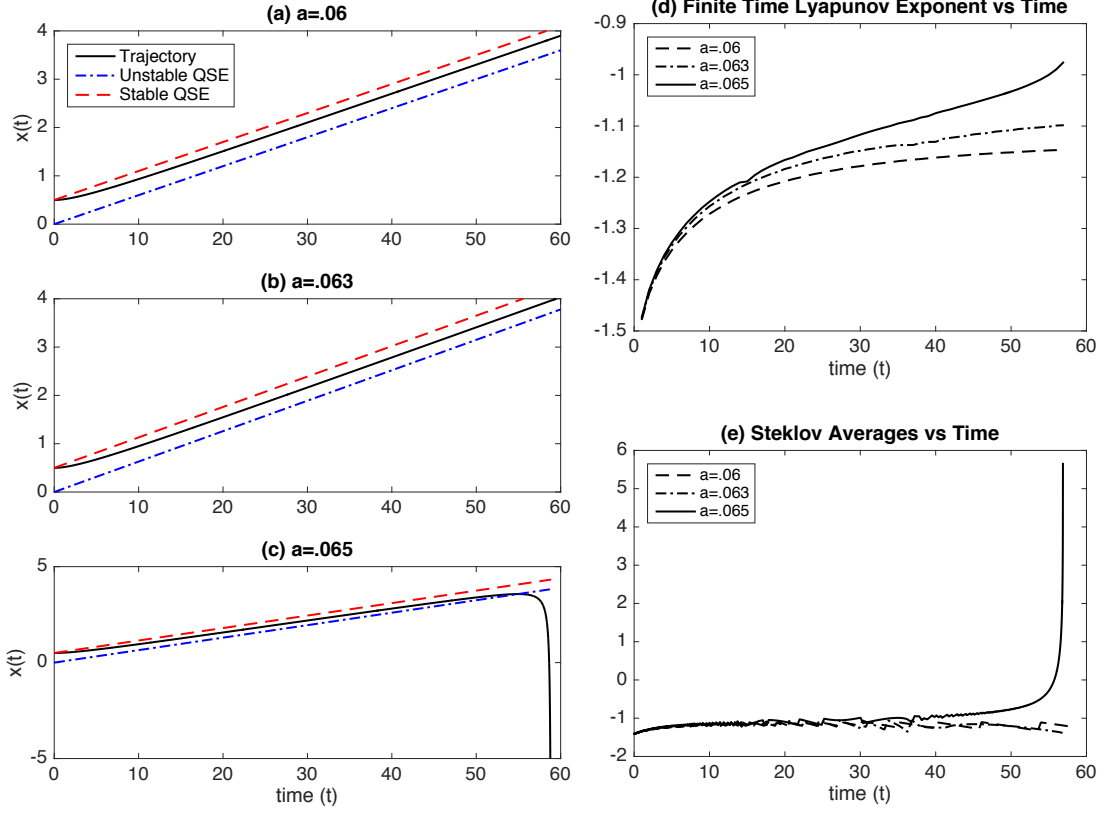 (a) a=.06
4
3
2
1
0
x(t)
Trajectory
Unstable QSE
Stable QSE
0 10 20 30 40 50 60
(b) a=.063
4
3
2
1
0
x(t)
0 10 20 30 40 50 60
(c) a=.065
5
0
-5
x(t)
0 10 20 30 40 50 60
time (t)
(d) Finite Time Lyapunov Exponent vs Time
-0.9
-1
-1.1
-1.2
-1.3
-1.4
-1.5
a=.06
a=.063
a=.065
0 10 20 30 40 50 60
time (t)
(e) Steklov Averages vs Time
6
5
4
3
2
1
0
-1
-2
a=.06
a=.063
a=.065
0 10 20 30 40 50 60
time (t)